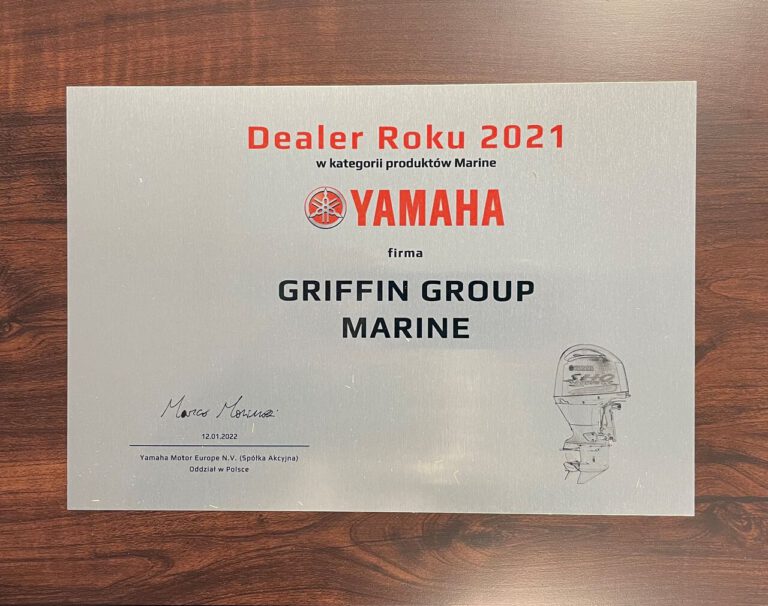 Dealer Roku 2021
w kategorii produktów Marine
YAMAHA
firma
GRIFFIN GROUP
MARINE
12.01.2022
Yamaha Motor Europe N.V. (Spółka Akcyjna)
Oddział w Polsce